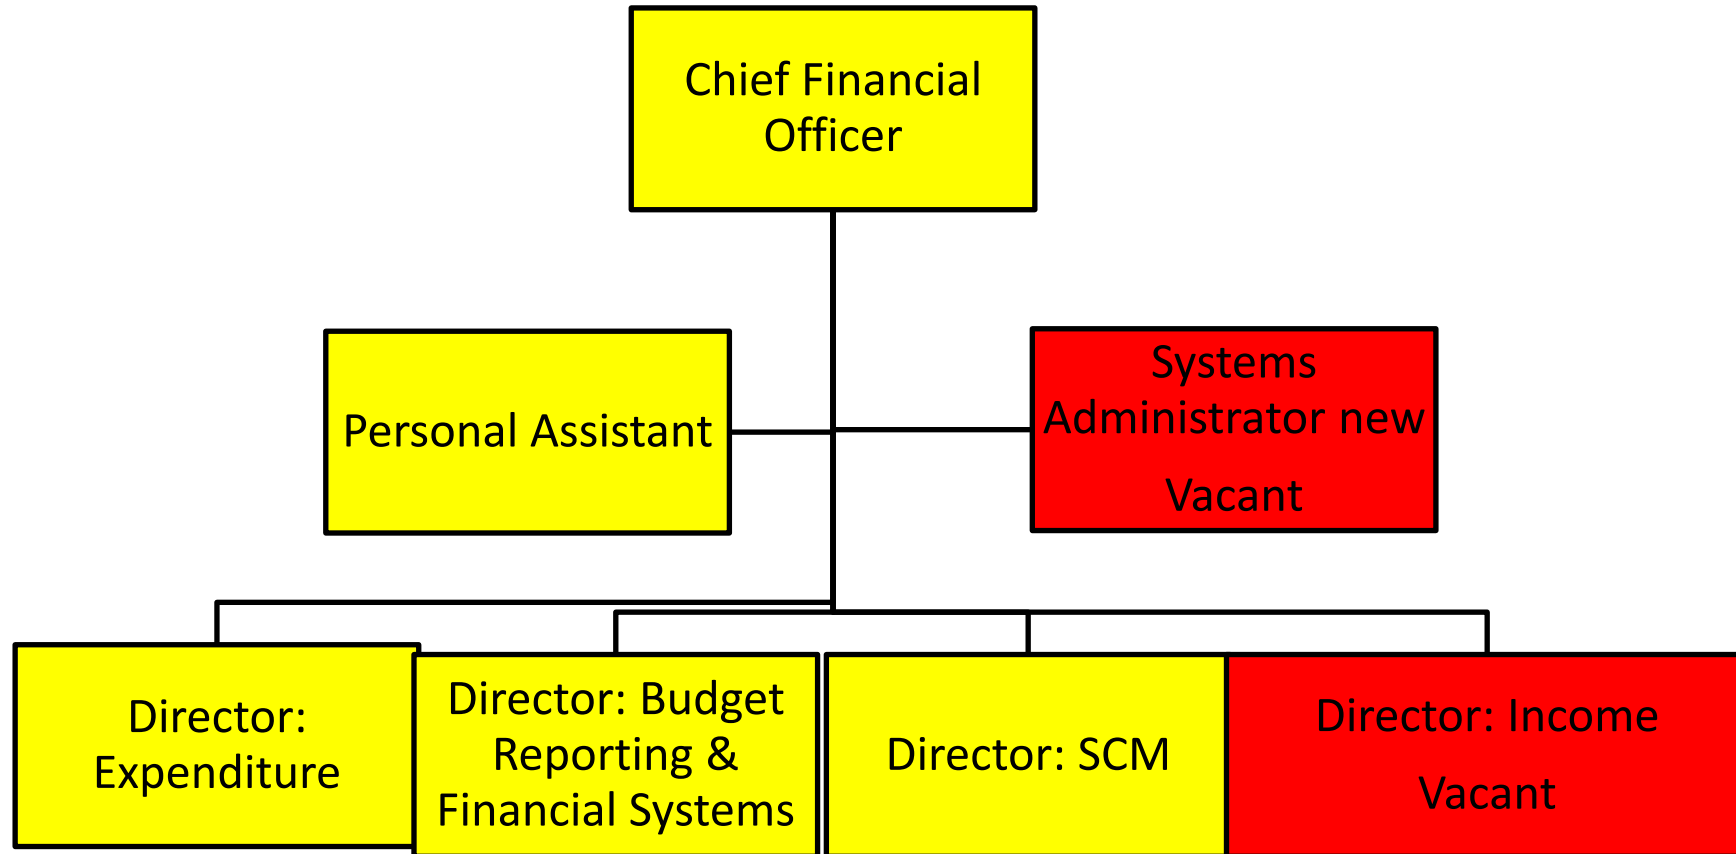 Chief Financial
Officer
Personal Assistant
Systems
Administrator new
Vacant
Director:
Expenditure
Director: Budget
Reporting &
Financial Systems
Director: SCM
Director: Income
Vacant